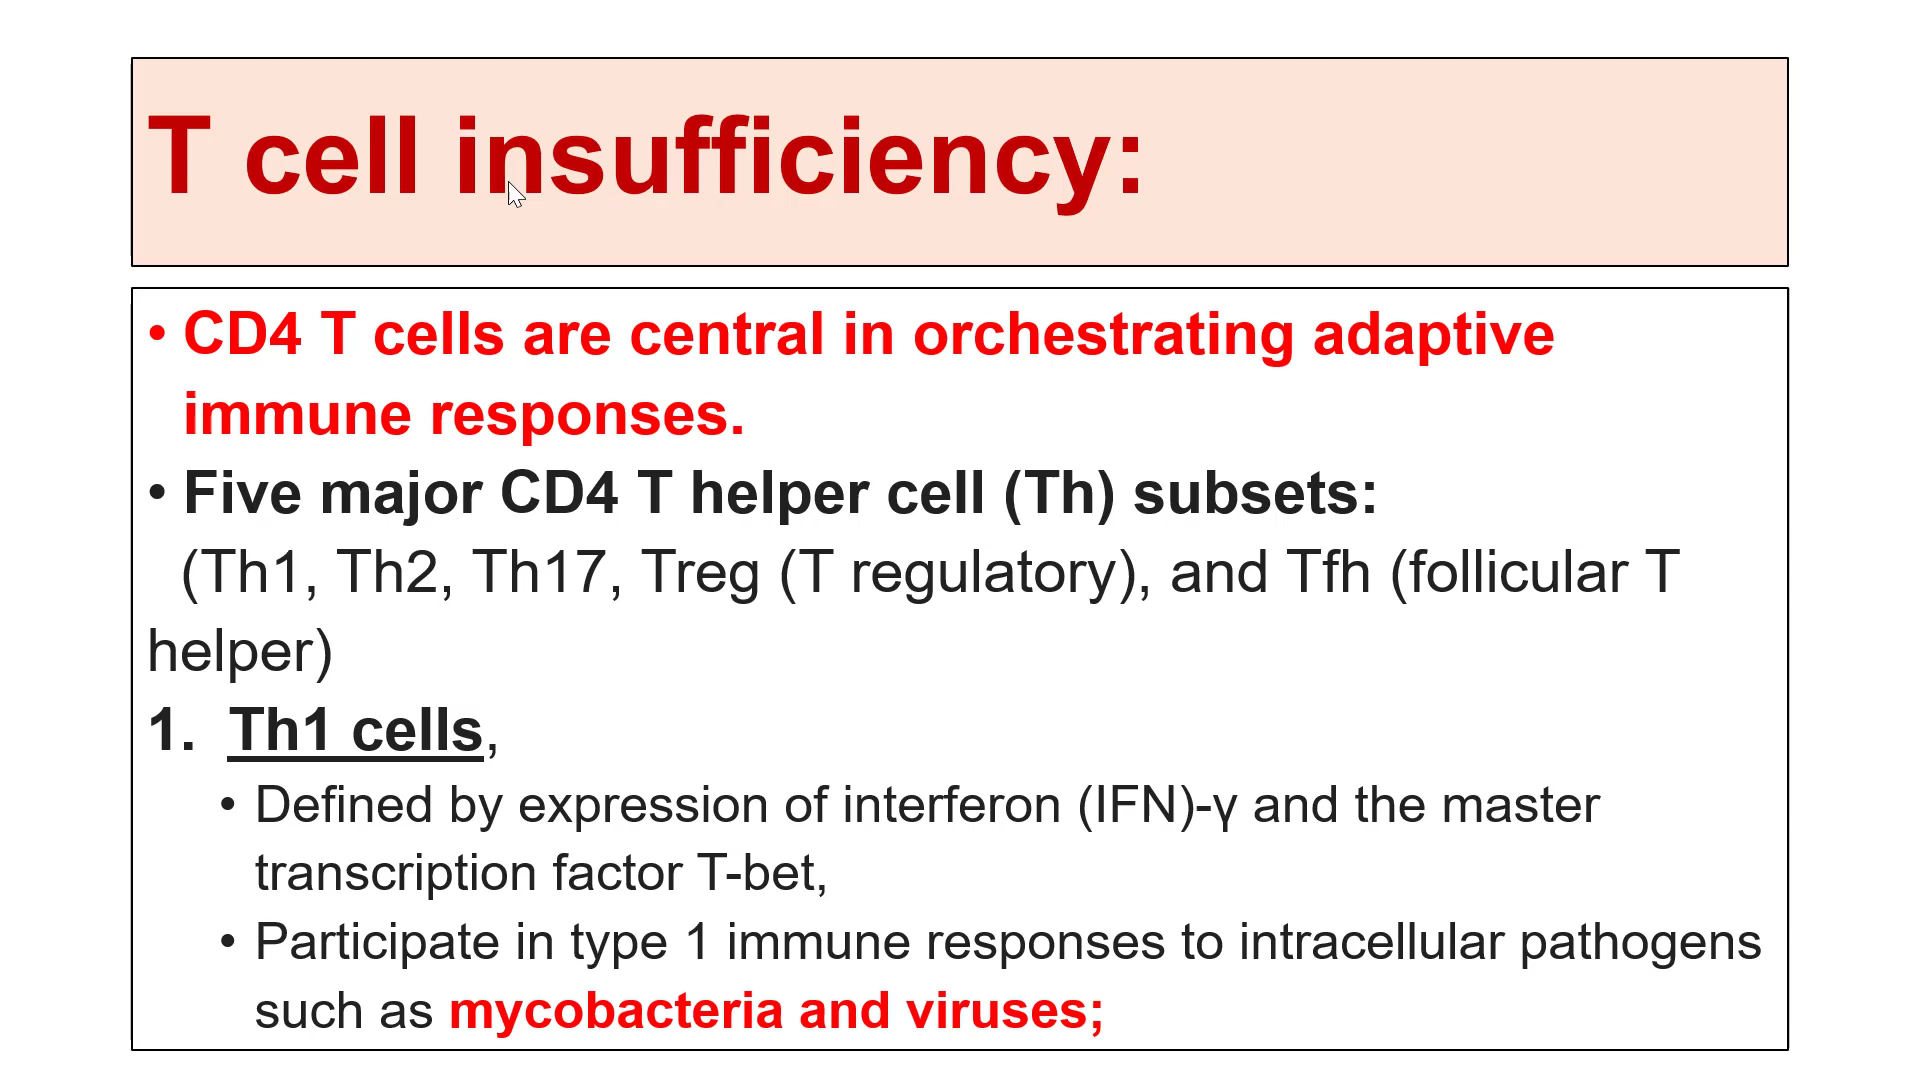 T cell insufficiency:
• CD4 T cells are central in orchestrating adaptive
immune responses.
• Five major CD4 T helper cell (Th) subsets:
(Th1, Th2, Th17, Treg (T regulatory), and Tfh (follicular T
helper)
1. Th1 cells,
• Defined by expression of interferon (IFN)-γ and the master
transcription factor T-bet,
• Participate in type 1 immune responses to intracellular pathogens
such as mycobacteria and viruses;